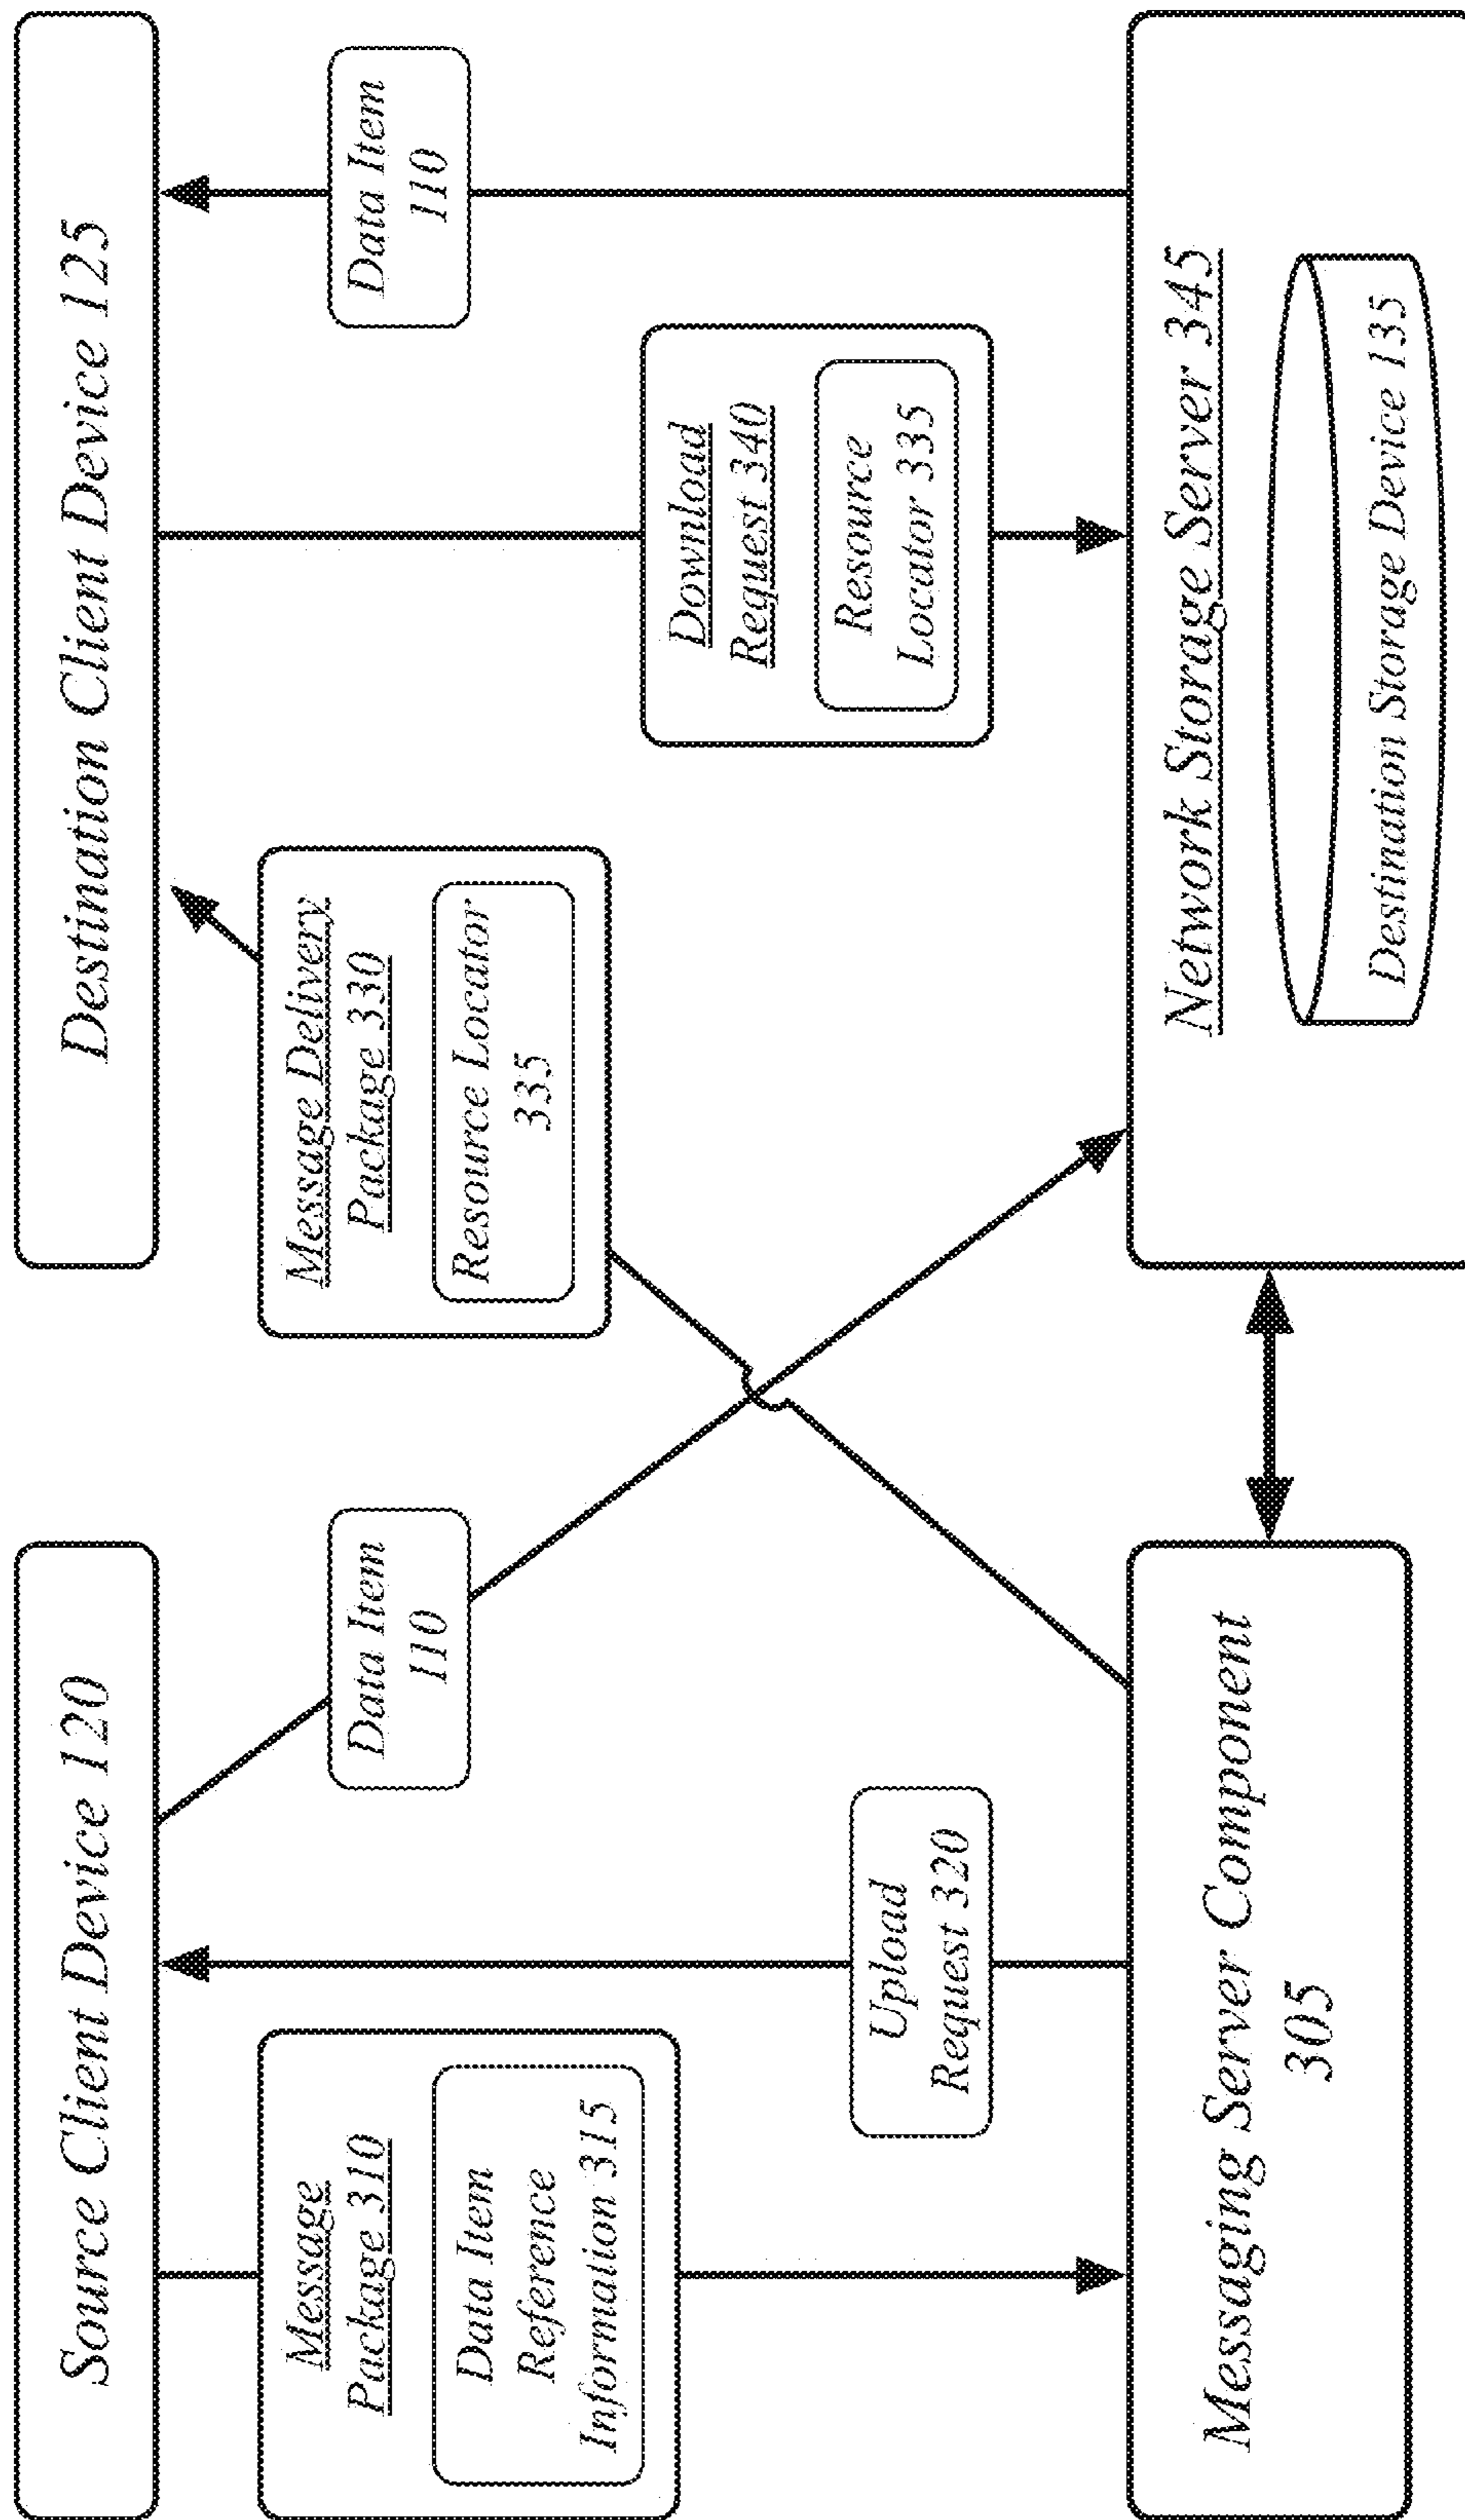 Source Client Device 120
Destination Client Device 125
Message
Package 310
Data Item
Reference
Information 315
Upload
Request 320
Data Item
110
Message Delivery
Package 330
Resource Locator
335
Download
Request 340
Resource
Locator 335
Data Item
110
Messaging Server Component
305
Network Storage Server 345
Destination Storage Device 135